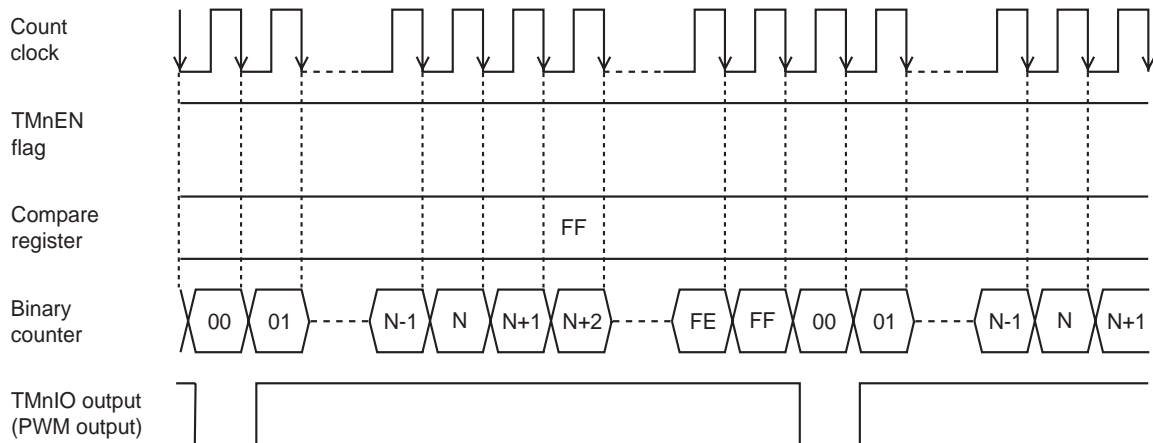 Count
clock
TMnEN
flag
Compare
register
FF
Binary
counter
00 01 N-1 N N+1 N+2 FE FF 00 01 N-1 N N+1
TMnIO output
(PWM output)